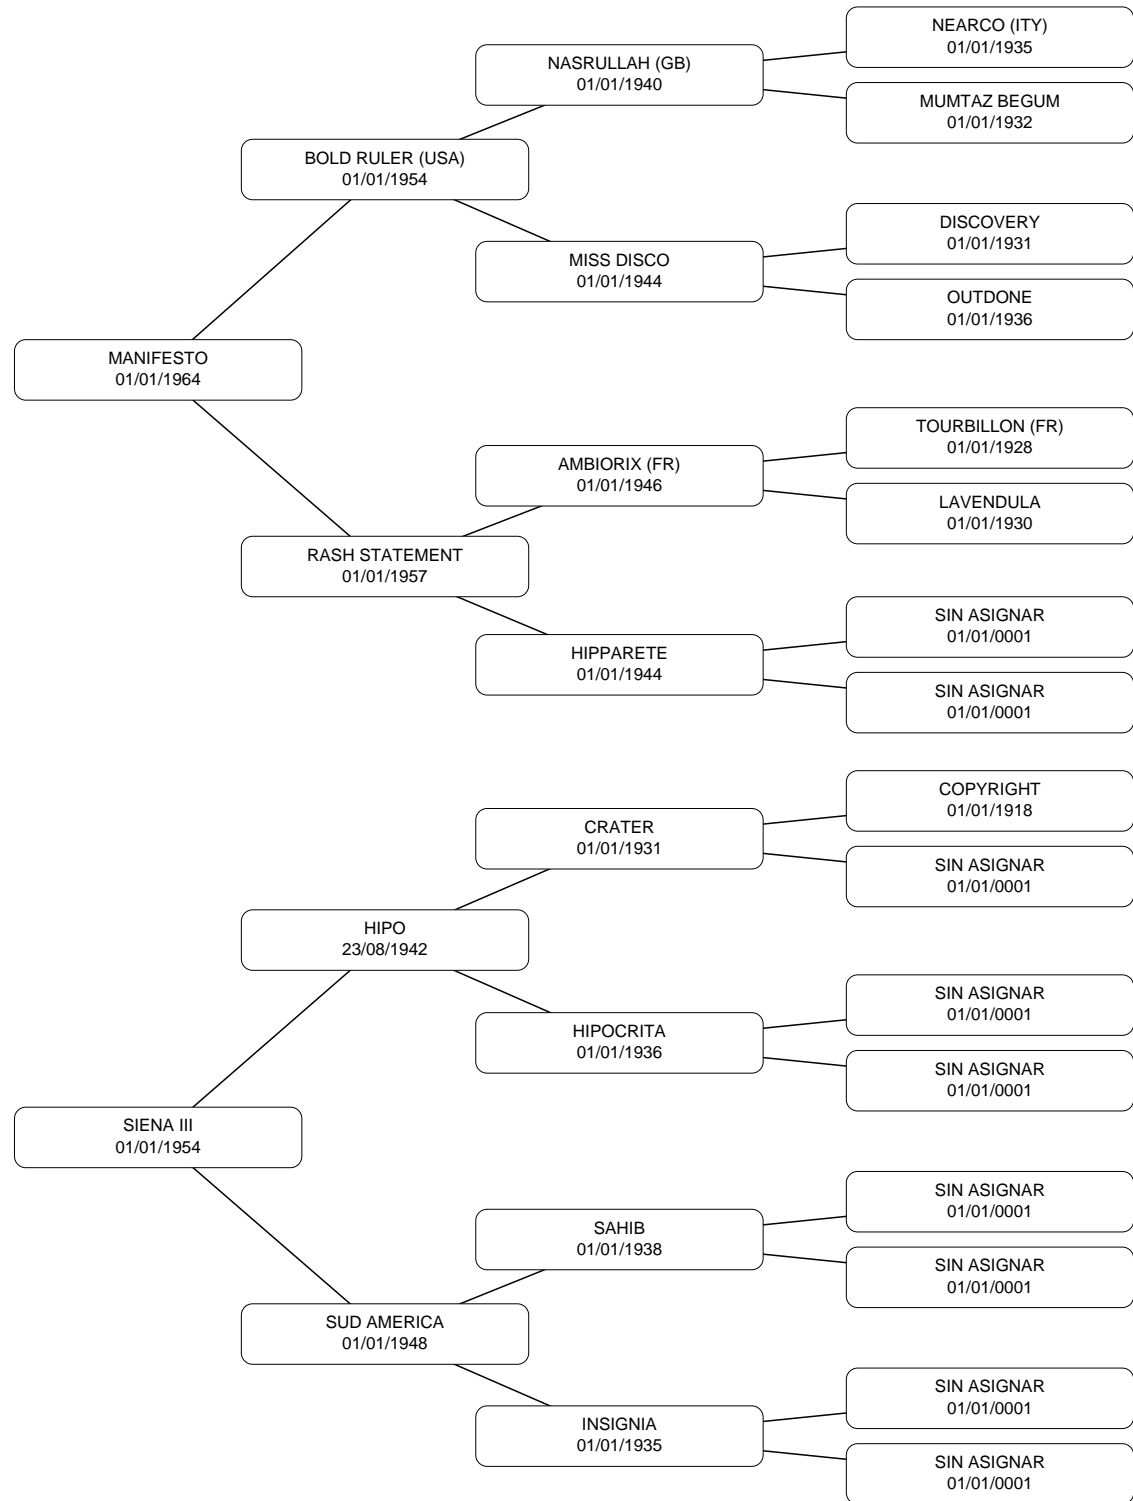 NEARCO (ITY)
01/01/1935
NASRULLAH (GB)
01/01/1940
MUMTAZ BEGUM
01/01/1932
BOLD RULER (USA)
01/01/1954
DISCOVERY
01/01/1931
MISS DISCO
01/01/1944
OUTDONE
01/01/1936
MANIFESTO
01/01/1964
TOURBILLON (FR)
01/01/1928
AMBIORIX (FR)
01/01/1946
LAVENDULA
01/01/1930
RASH STATEMENT
01/01/1957
SIN ASIGNAR
01/01/0001
HIPPARETE
01/01/1944
SIN ASIGNAR
01/01/0001
COPYRIGHT
01/01/1918
CRATER
01/01/1931
SIN ASIGNAR
01/01/0001
HIPO
23/08/1942
SIN ASIGNAR
01/01/0001
HIPOCRITA
01/01/1936
SIN ASIGNAR
01/01/0001
SIENA III
01/01/1954
SIN ASIGNAR
01/01/0001
SAHIB
01/01/1938
SIN ASIGNAR
01/01/0001
SUD AMERICA
01/01/1948
SIN ASIGNAR
01/01/0001
INSIGNIA
01/01/1935
SIN ASIGNAR
01/01/0001